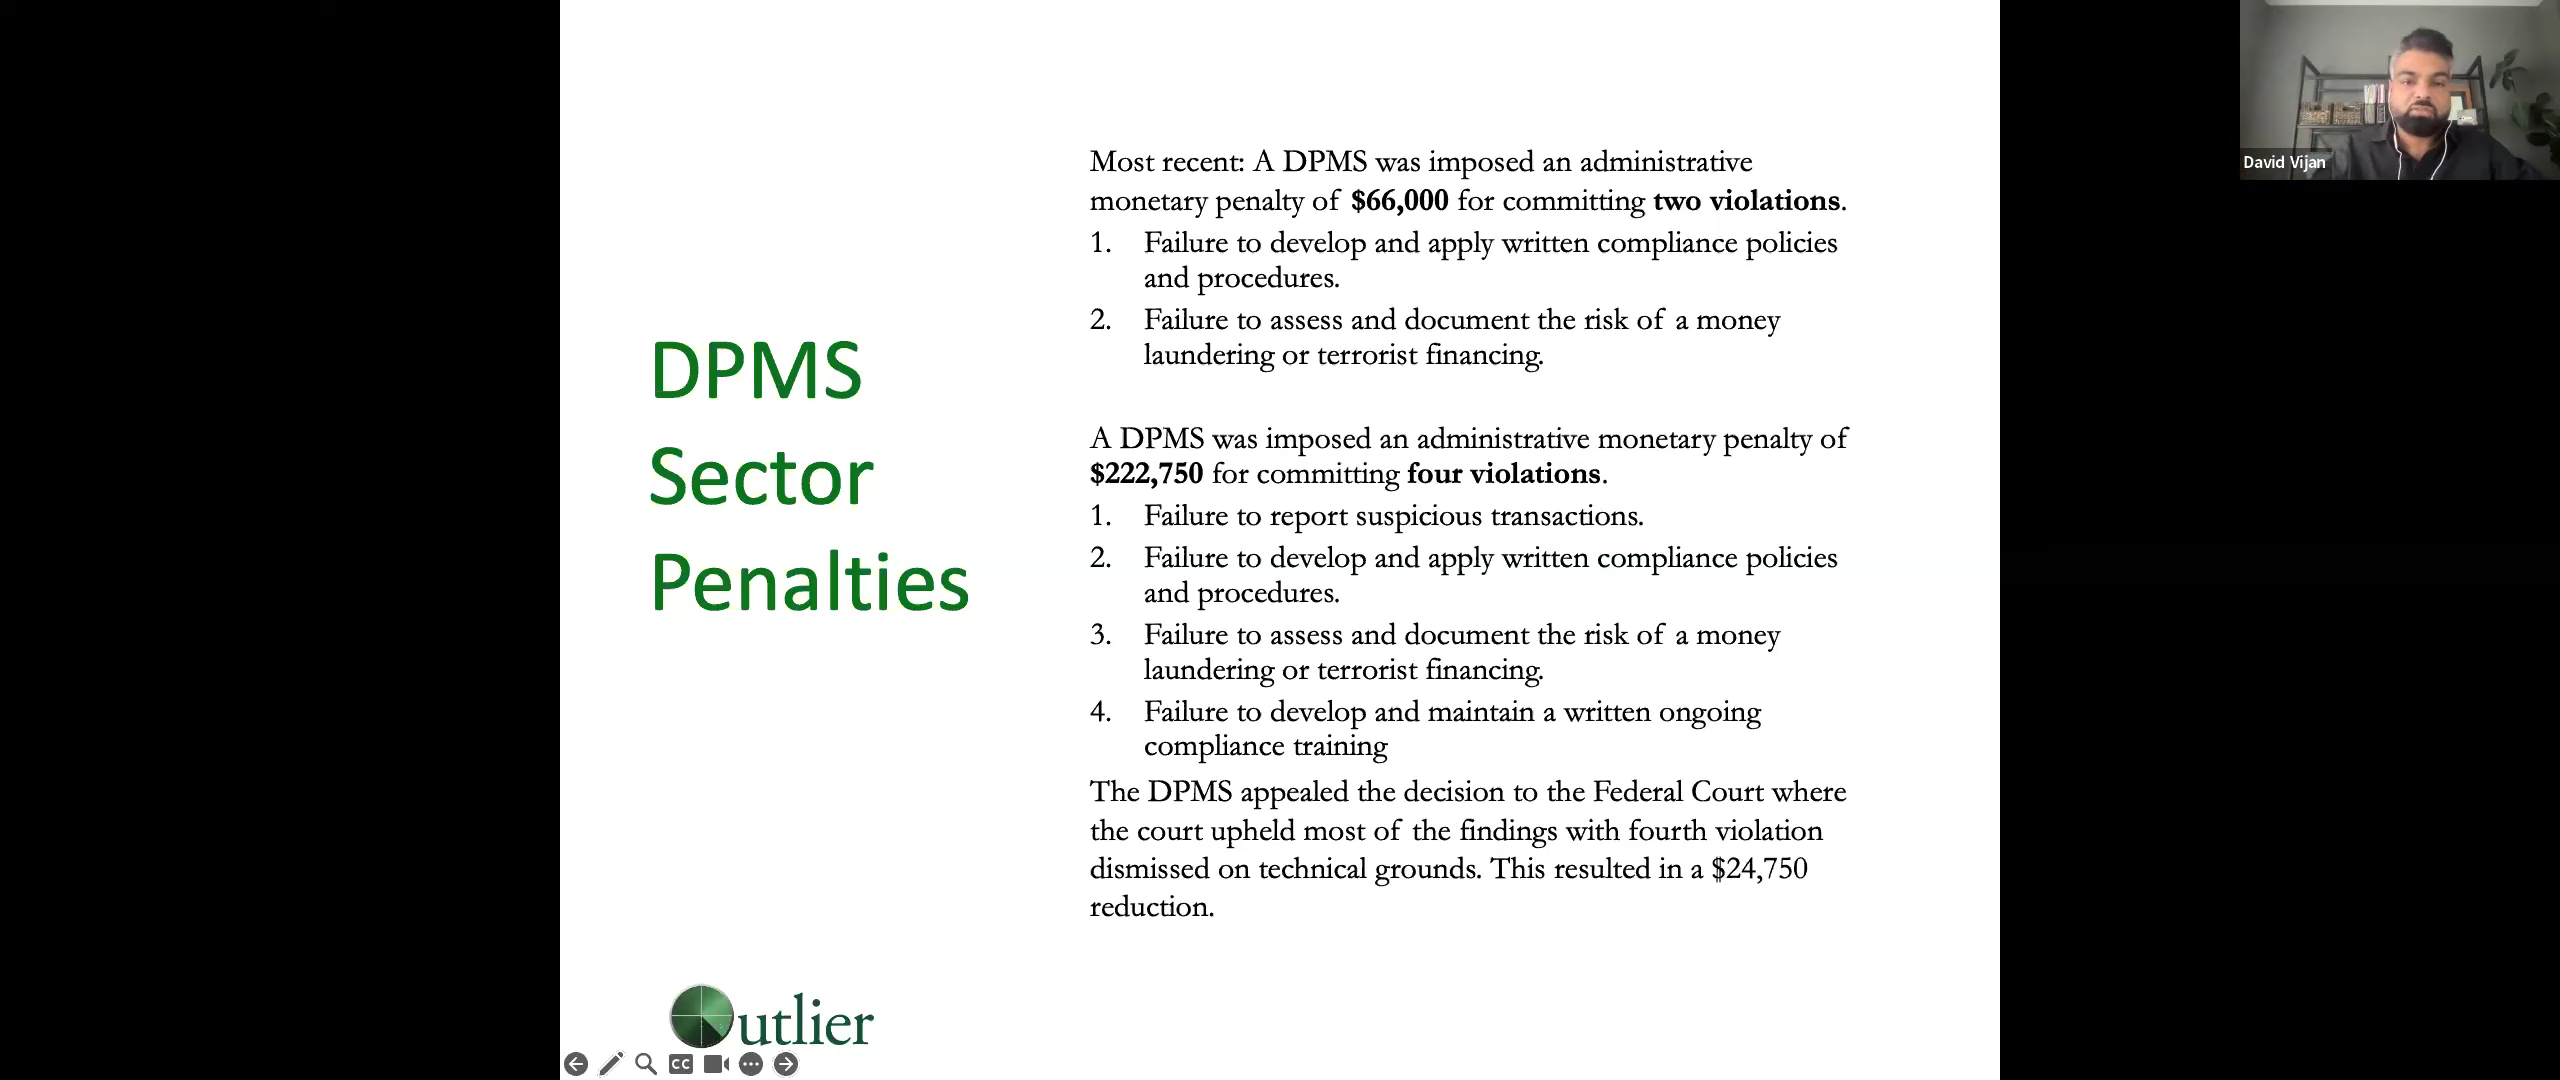 David Vijan
DPMS
Sector
Penalties
Most recent: A DPMS was imposed an administrative
monetary penalty of $66,000 for committing two violations.
1. Failure to develop and apply written compliance policies
and procedures.
2. Failure to assess and document the risk of a money
laundering or terrorist financing.
A DPMS was imposed an administrative monetary penalty of
$222,750 for committing four violations.
1. Failure to report suspicious transactions.
2. Failure to develop and apply written compliance policies
and procedures.
3. Failure to assess and document the risk of a money
laundering or terrorist financing.
4. Failure to develop and maintain a written ongoing
compliance training
The DPMS appealed the decision to the Federal Court where
the court upheld most of the findings with fourth violation
dismissed on technical grounds. This resulted in a $24,750
reduction.
Outlier
CC